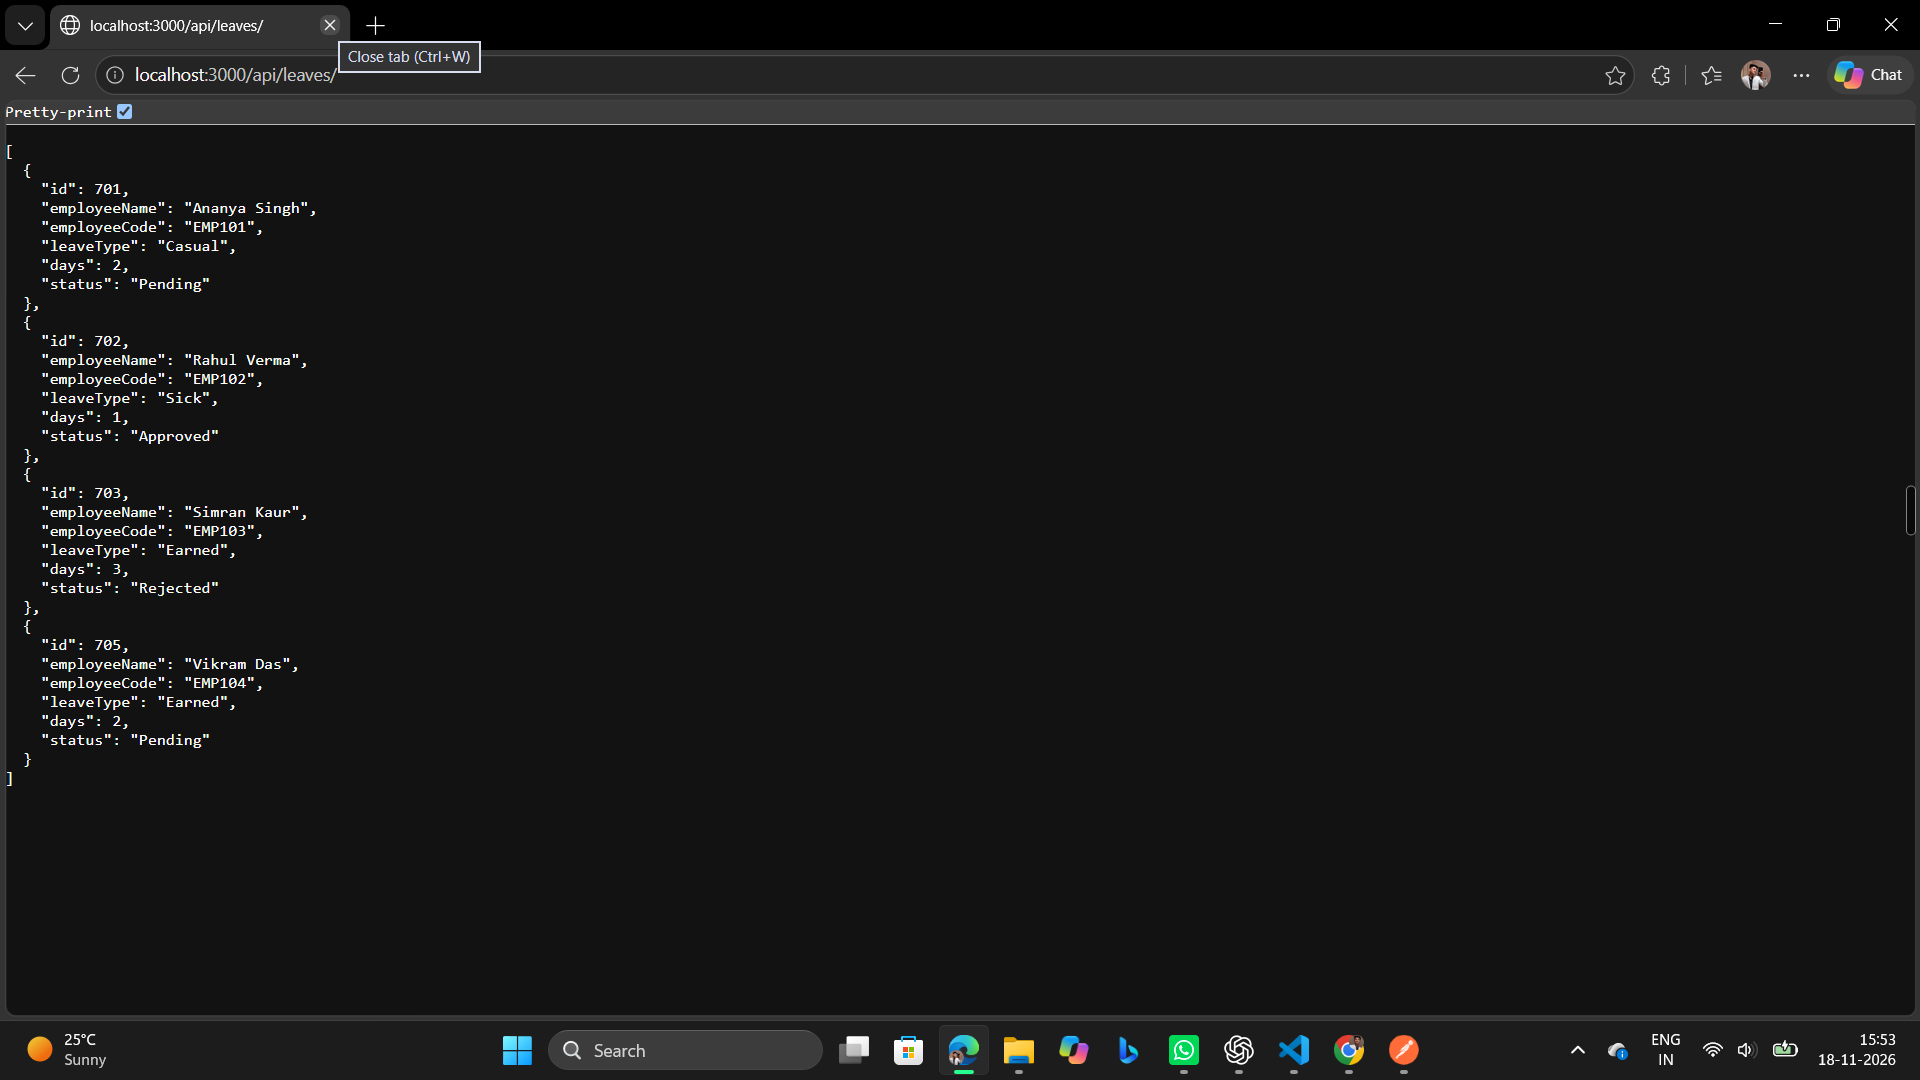 localhost:3000/api/leaves/
Close tab (Ctrl+W)
localhost:3000/api/leaves/
Chat
Pretty-print
[
  {
    "id": 701,
    "employeeName": "Ananya Singh",
    "employeeCode": "EMP101",
    "leaveType": "Casual",
    "days": 2,
    "status": "Pending"
  },
  {
    "id": 702,
    "employeeName": "Rahul Verma",
    "employeeCode": "EMP102",
    "leaveType": "Sick",
    "days": 1,
    "status": "Approved"
  },
  {
    "id": 703,
    "employeeName": "Simran Kaur",
    "employeeCode": "EMP103",
    "leaveType": "Earned",
    "days": 3,
    "status": "Rejected"
  },
  {
    "id": 705,
    "employeeName": "Vikram Das",
    "employeeCode": "EMP104",
    "leaveType": "Earned",
    "days": 2,
    "status": "Pending"
  }
]
25°C
Sunny
Search
ENG
IN
15:53
18-11-2026